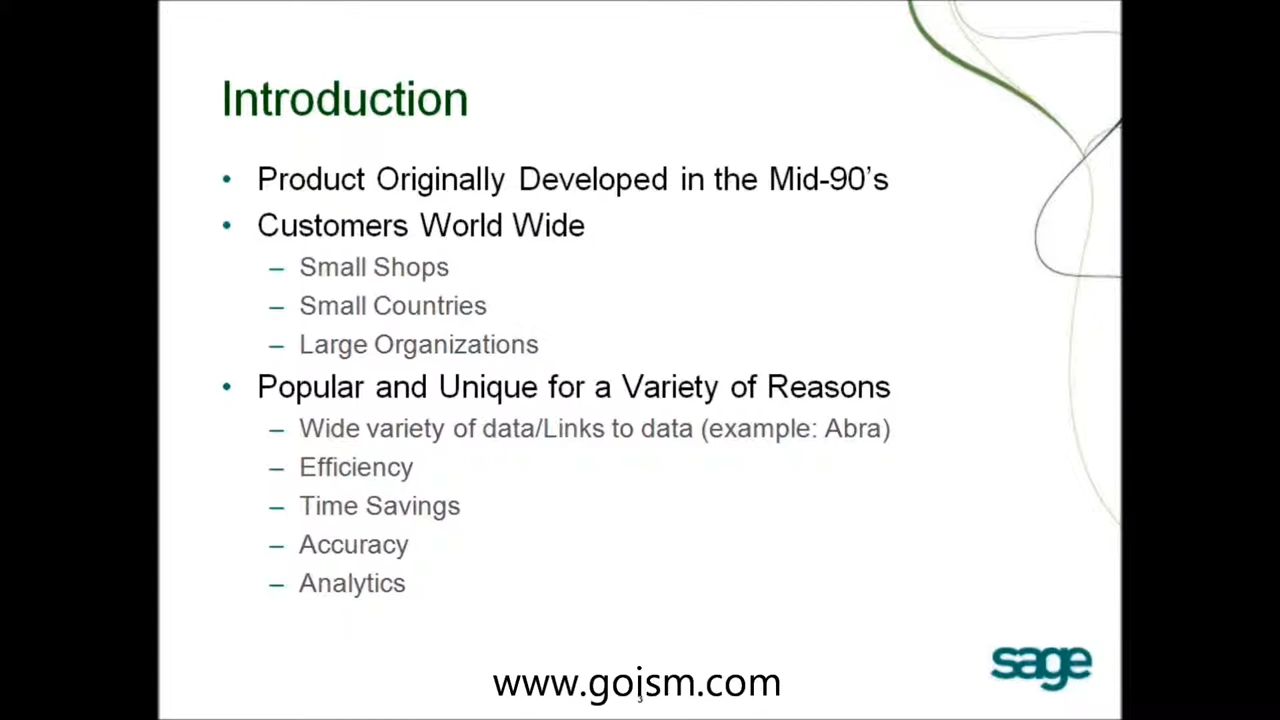 Introduction
• Product Originally Developed in the Mid-90's
• Customers World Wide
– Small Shops
– Small Countries
– Large Organizations
• Popular and Unique for a Variety of Reasons
– Wide variety of data/Links to data (example: Abra)
– Efficiency
– Time Savings
– Accuracy
– Analytics
sage
www.gojsm.com